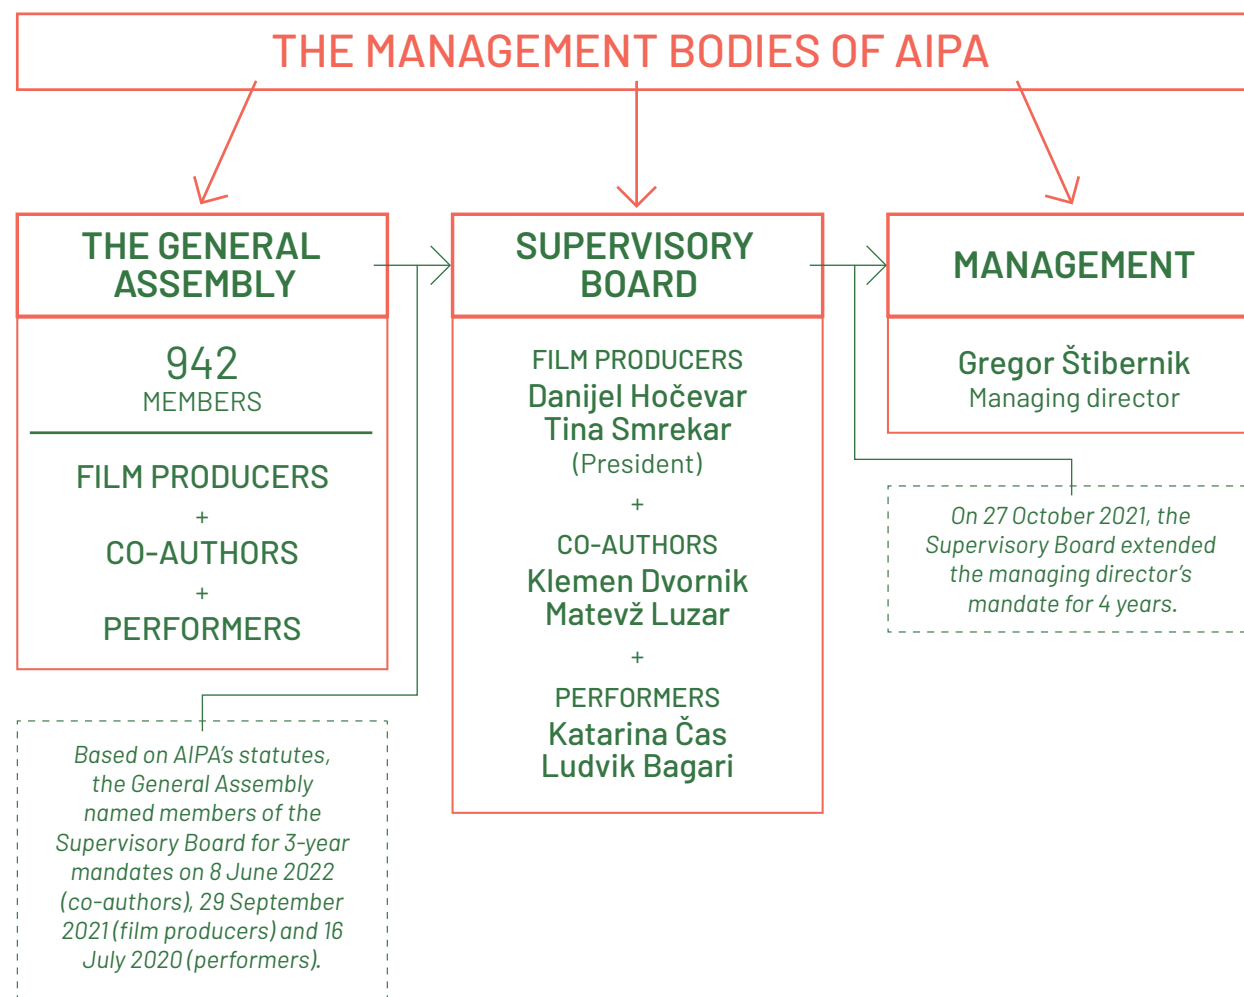 THE MANAGEMENT BODIES OF AIPA
THE GENERAL
ASSEMBLY
942
MEMBERS
FILM PRODUCERS
+
CO-AUTHORS
+
PERFORMERS
Based on AIPA's statutes,
the General Assembly
named members of the
Supervisory Board for 3-year
mandates on 8 June 2022
(co-authors), 29 September
2021 (film producers) and 16
July 2020 (performers).
SUPERVISORY
BOARD
FILM PRODUCERS
Danijel Hočevar
Tina Smrekar
(President)
+
CO-AUTHORS
Klemen Dvornik
Matevž Luzar
+
PERFORMERS
Katarina Čas
Ludvik Bagari
MANAGEMENT
Gregor Štibernik
Managing director
On 27 October 2021, the
Supervisory Board extended
the managing director's
mandate for 4 years.